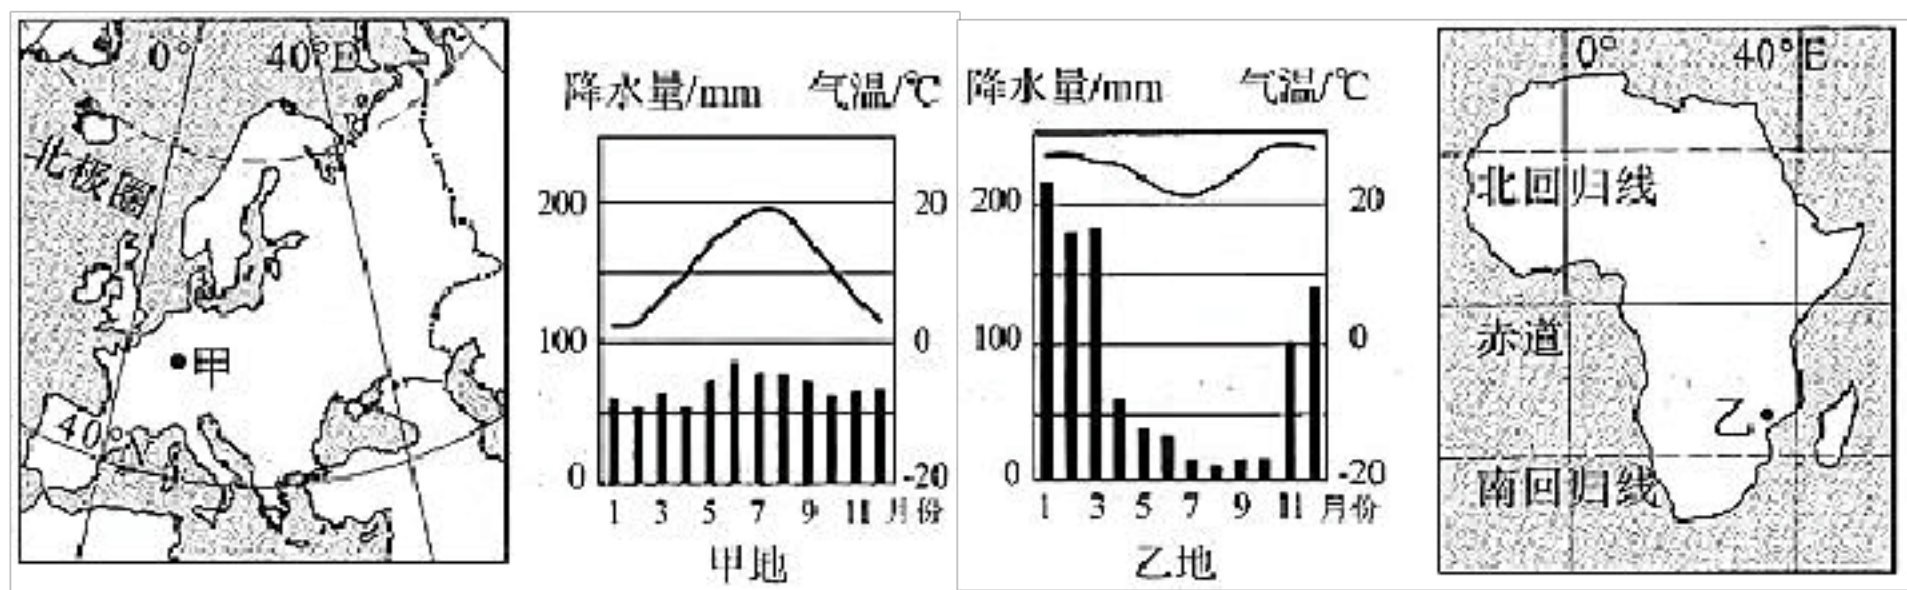 0° 40°E
北极圈
甲
40°
降水量/mm 气温/℃
200 20
100 0
0 -20
1 3 5 7 9 11 月份
甲地
降水量/mm 气温/℃
200 20
100 0
0 -20
1 3 5 7 9 11 月份
乙地
0° 40°E
北回归线
赤道
乙
南回归线